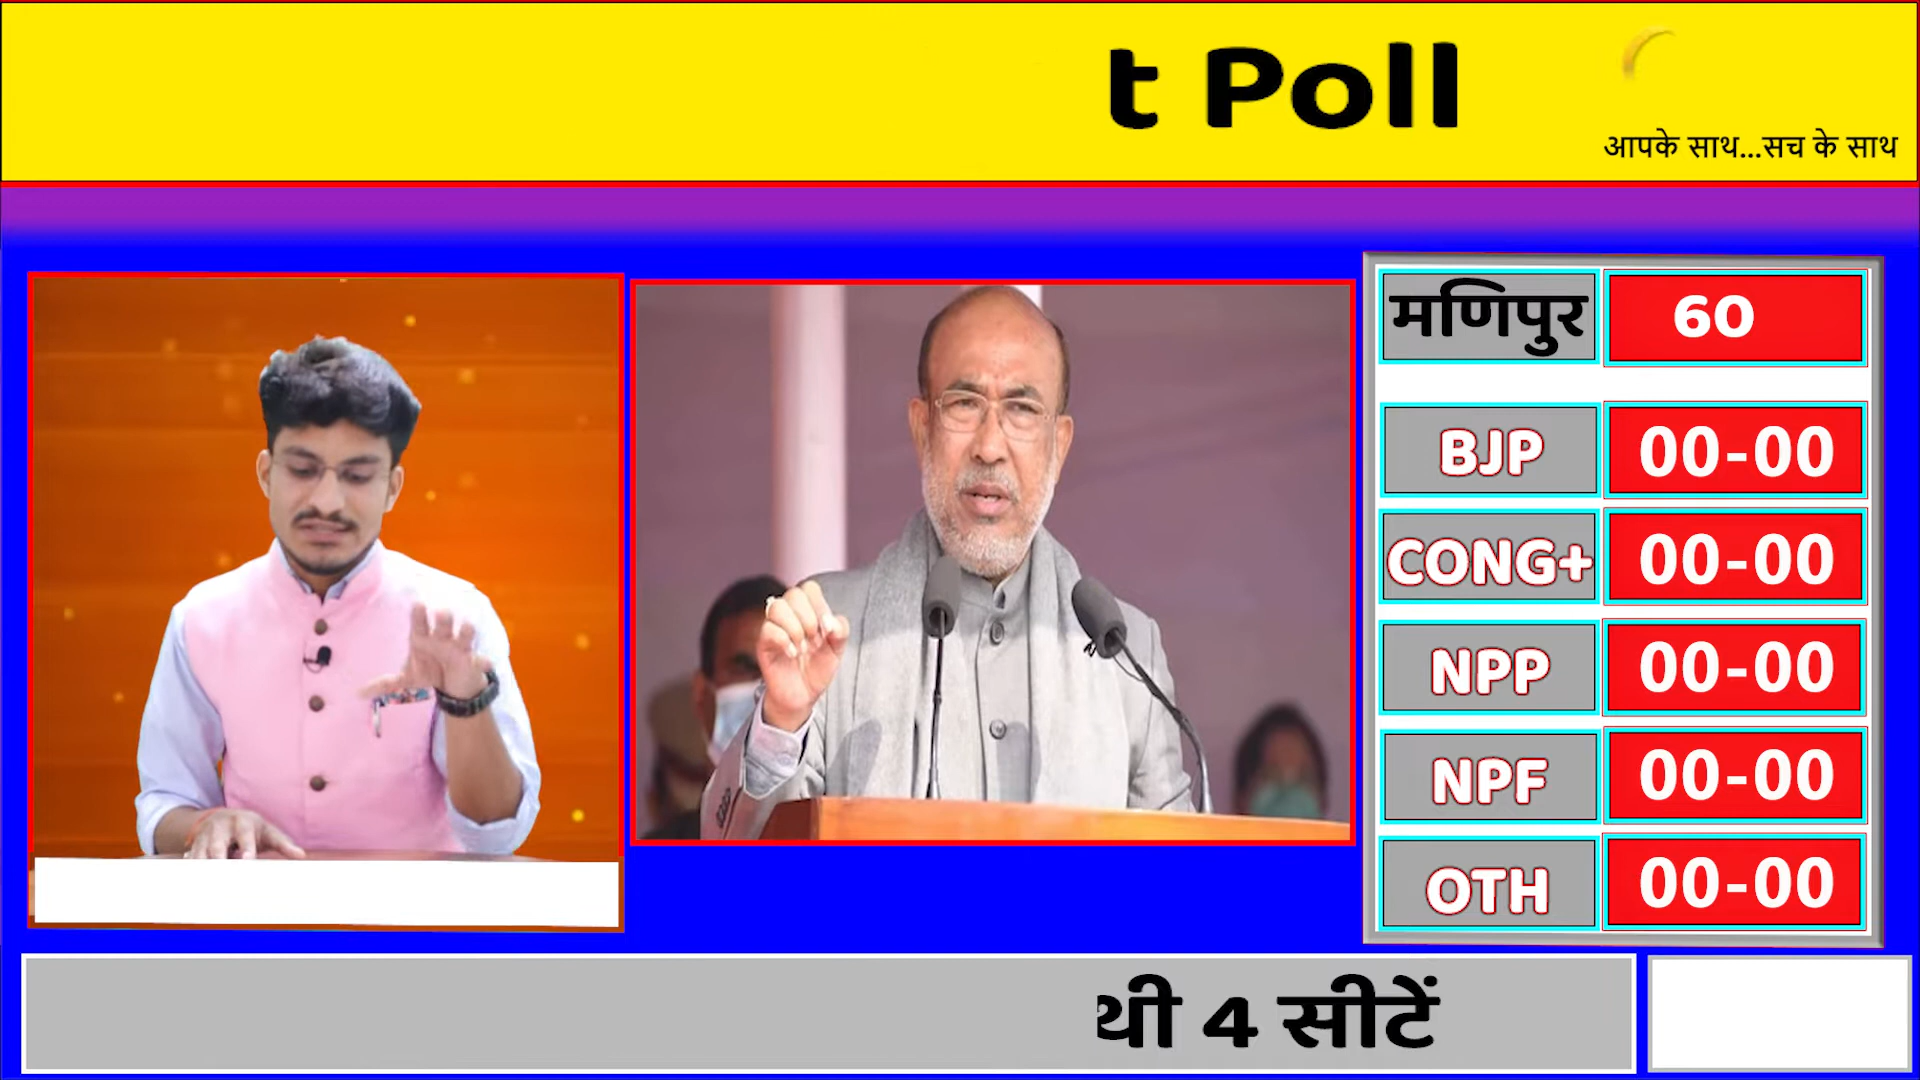 t Poll
आपके साथ...सच के साथ
मणिपुर 60
BJP 00-00
CONG+ 00-00
NPP 00-00
NPF 00-00
OTH 00-00
थी 4 सीटें